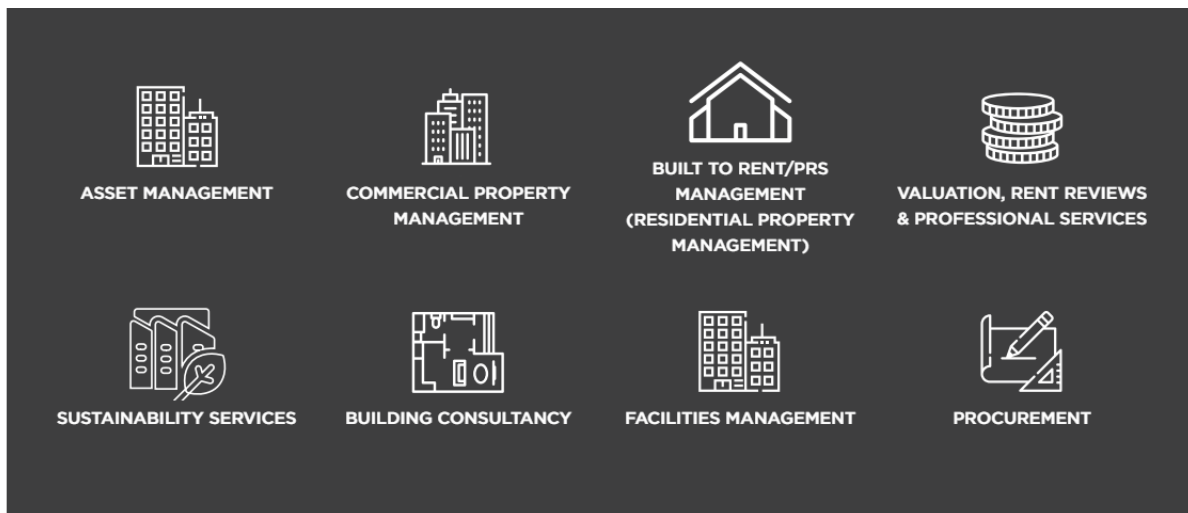 ASSET MANAGEMENT
COMMERCIAL PROPERTY
MANAGEMENT
BUILT TO RENT/PRS
MANAGEMENT
(RESIDENTIAL PROPERTY
MANAGEMENT)
VALUATION, RENT REVIEWS
& PROFESSIONAL SERVICES
SUSTAINABILITY SERVICES
BUILDING CONSULTANCY
FACILITIES MANAGEMENT
PROCUREMENT